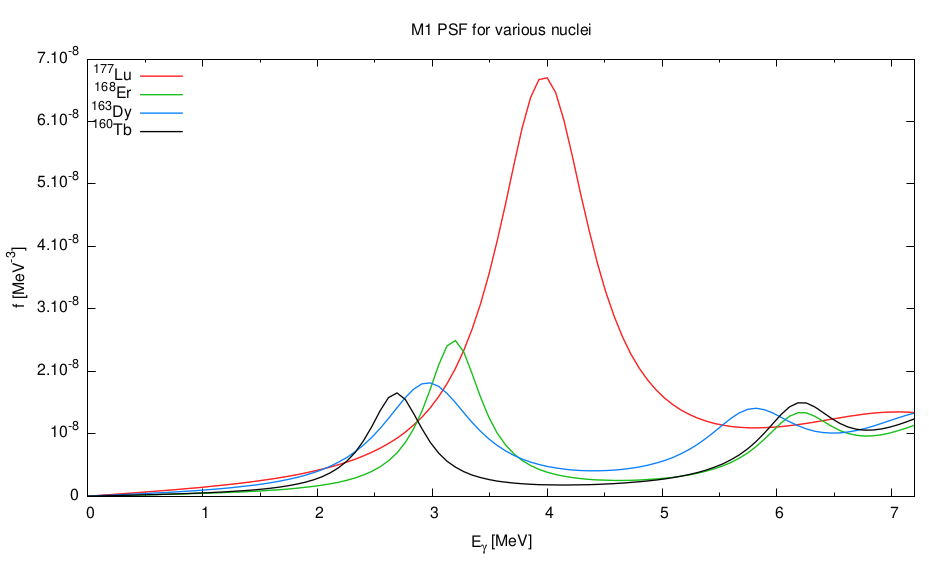 M1 PSF for various nuclei
7.10⁻⁸
6.10⁻⁸
5.10⁻⁸
4.10⁻⁸
3.10⁻⁸
2.10⁻⁸
10⁻⁸
0
f [MeV⁻³]
¹⁷⁷Lu
¹⁶⁸Er
¹⁶³Dy
¹⁶⁰Tb
0 1 2 3 4 5 6 7
Eᵧ [MeV]